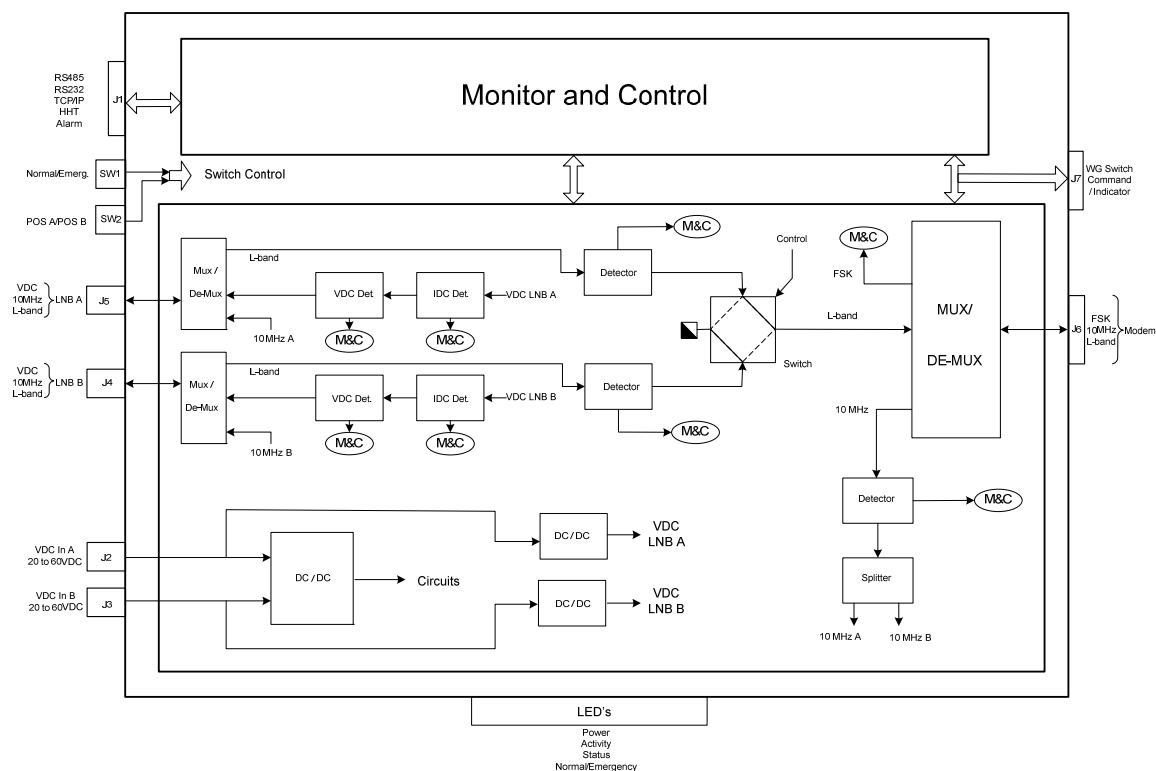 Monitor and Control
RS485
RS232
TCP/IP
HHT
Alarm
J1
Normal/Emerg.
SW1
Switch Control
POS A/POS B
SW2
J7
WG Switch
Command
/ Indicator
VDC
10MHz
L-band
LNB A
J5
Mux /
De-Mux
L-band
VDC Det.
IDC Det.
VDC LNB A
M&C
M&C
10MHz A
Detector
M&C
Control
Switch
L-band
M&C
FSK
MUX/
DE-MUX
J6
FSK
10MHz
L-band
Modem
VDC
10MHz
L-band
LNB B
J4
Mux /
De-Mux
L-band
VDC Det.
IDC Det.
VDC LNB B
M&C
M&C
10MHz B
Detector
M&C
10 MHz
Detector
M&C
Splitter
10 MHz A
10 MHz B
VDC In A
20 to 60VDC
J2
VDC In B
20 to 60VDC
J3
DC / DC
Circuits
DC / DC
VDC
LNB A
DC / DC
VDC
LNB B
LED's
Power
Activity
Status
Normal/Emergency